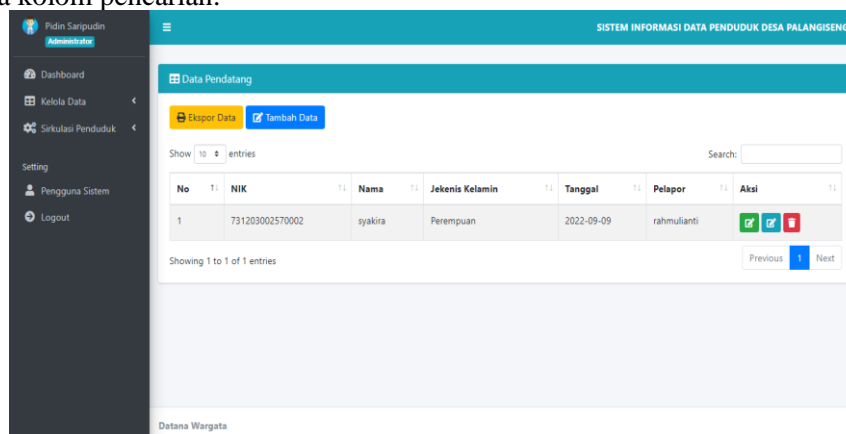 a kolom pencarian.
Pidin Saripudin
Administrator
SISTEM INFORMASI DATA PENDUDUK DESA PALANGISENG
Dashboard
Kelola Data
Sirkulasi Penduduk
Setting
Pengguna Sistem
Logout
Data Pendatang
Ekspor Data Tambah Data
Show 10 entries Search:
No NIK Nama Jekenis Kelamin Tanggal Pelapor Aksi
1 731203002570002 syakira Perempuan 2022-09-09 rahmulianti
Showing 1 to 1 of 1 entries Previous 1 Next
Datana Wargata